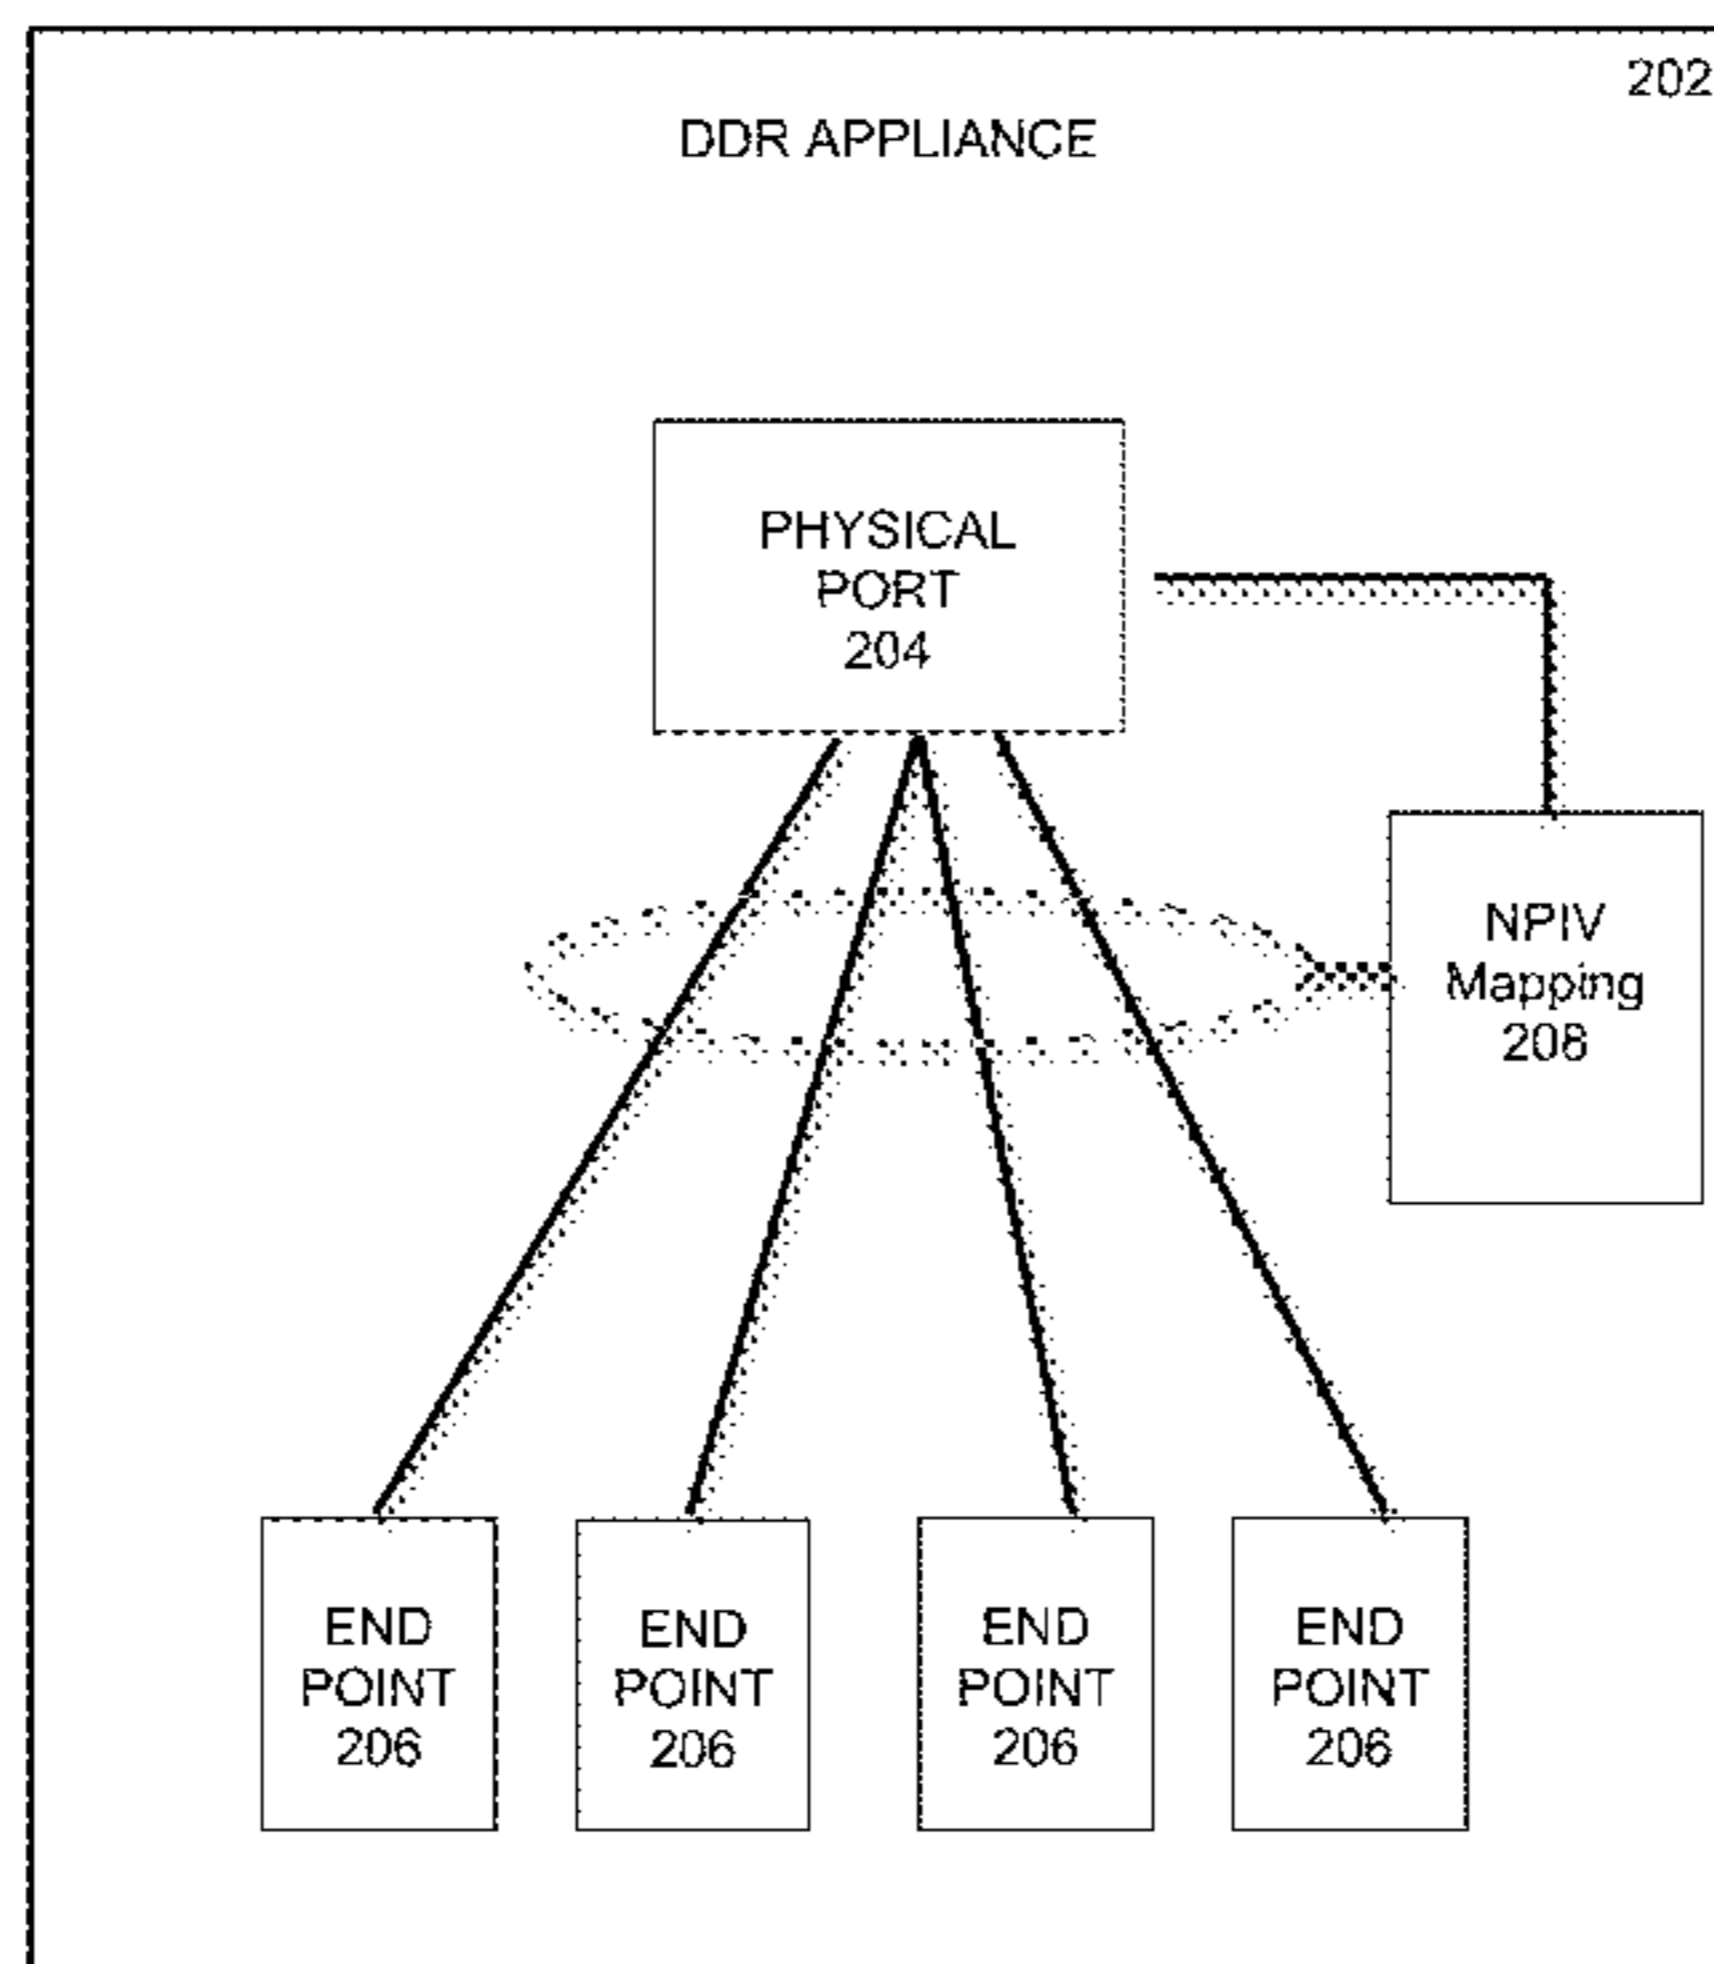 202
DDR APPLIANCE
PHYSICAL
PORT
204
NPIV
Mapping
208
END
POINT
206
END
POINT
206
END
POINT
206
END
POINT
206